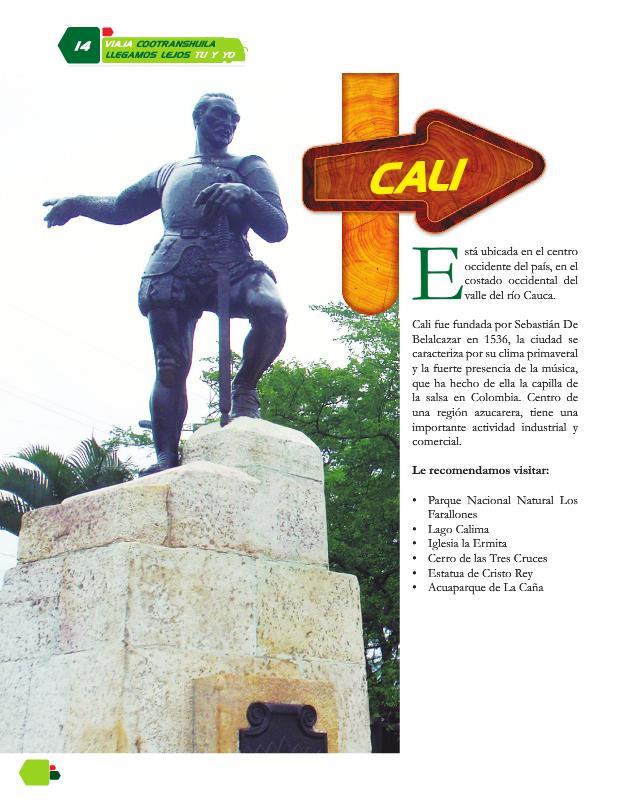 14
VIAJA COOTRANSHUILA
LLEGAMOS LEJOS TU Y YO
CALI
Está ubicada en el centro
occidente del país, en el
costado occidental del
valle del río Cauca.
Cali fue fundada por Sebastián De
Belalcazar en 1536, la ciudad se
caracteriza por su clima primaveral
y la fuerte presencia de la música,
que ha hecho de ella la capilla de
la salsa en Colombia. Centro de
una región azucarera, tiene una
importante actividad industrial y
comercial.
Le recomendamos visitar:
• Parque Nacional Natural Los
Farallones
• Lago Calima
• Iglesia la Ermita
• Cerro de las Tres Cruces
• Estatua de Cristo Rey
• Acuaparque de La Caña